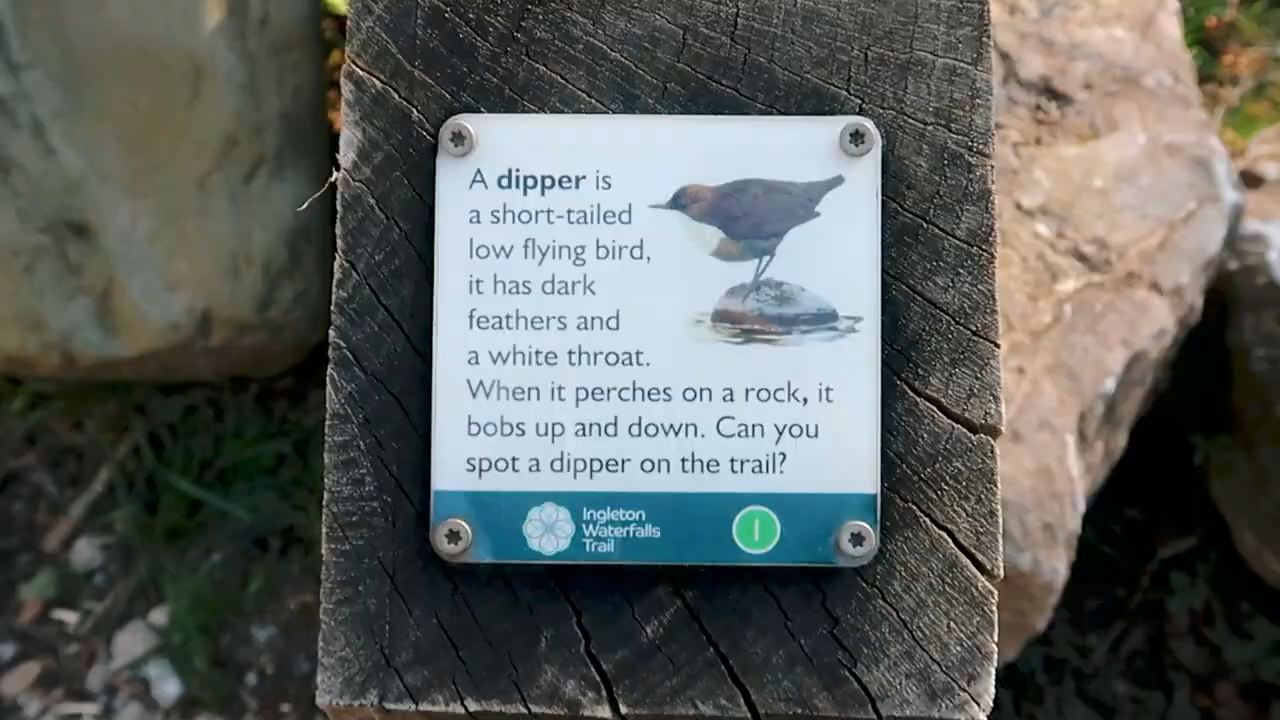 A dipper is
a short-tailed
low flying bird,
it has dark
feathers and
a white throat.
When it perches on a rock, it
bobs up and down. Can you
spot a dipper on the trail?
Ingleton
Waterfalls
Trail
1